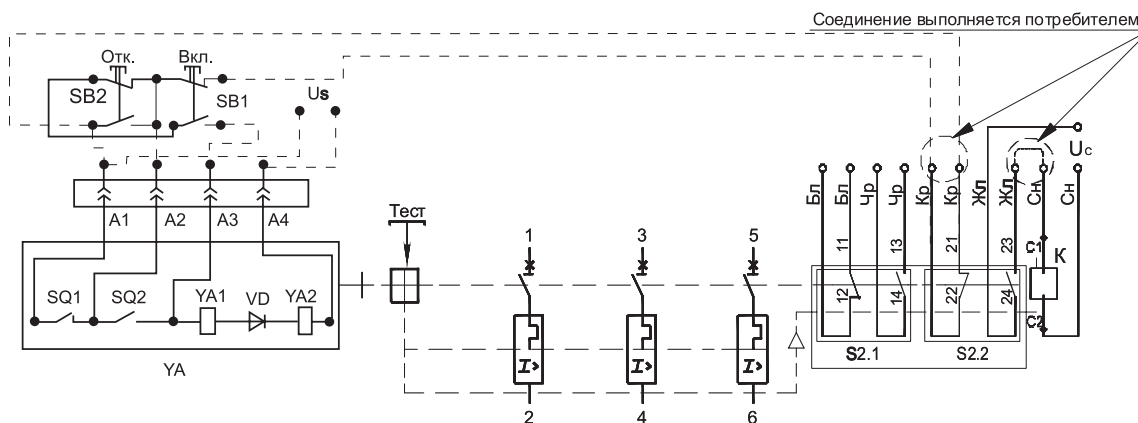 Соединение выполняется потребителем
Отк. Вкл.
SB2 SB1 Us
Uc
Бл Бл Чр Чр Кр Кр Жл Жл Сн Сн
A1 A2 A3 A4
Тест
1 3 5
11 13 21 23 C1 К
12 14 22 24 C2
SQ1 SQ2 YA1 VD YA2
I> I> I>
S2.1 S2.2
YA
2 4 6